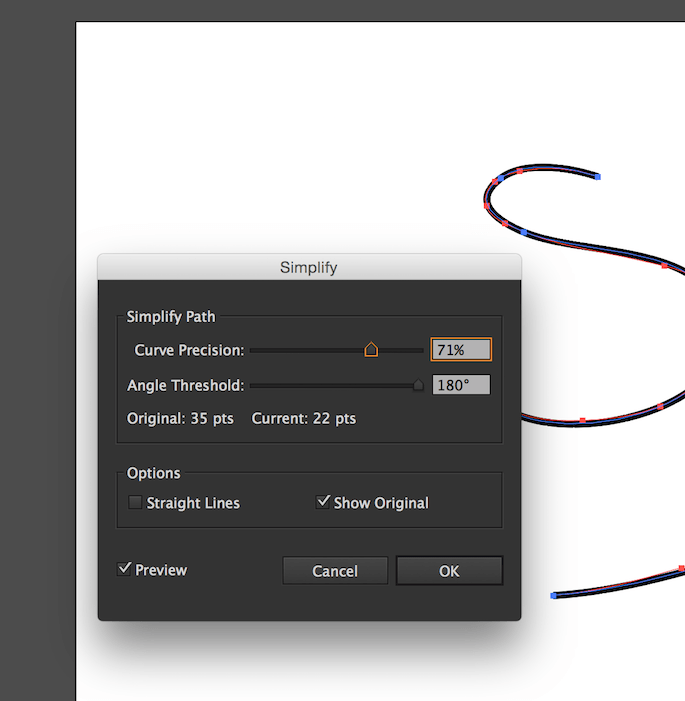 Simplify
Simplify Path
Curve Precision: 71%
Angle Threshold: 180°
Original: 35 pts Current: 22 pts
Options
Straight Lines Show Original
Preview Cancel OK